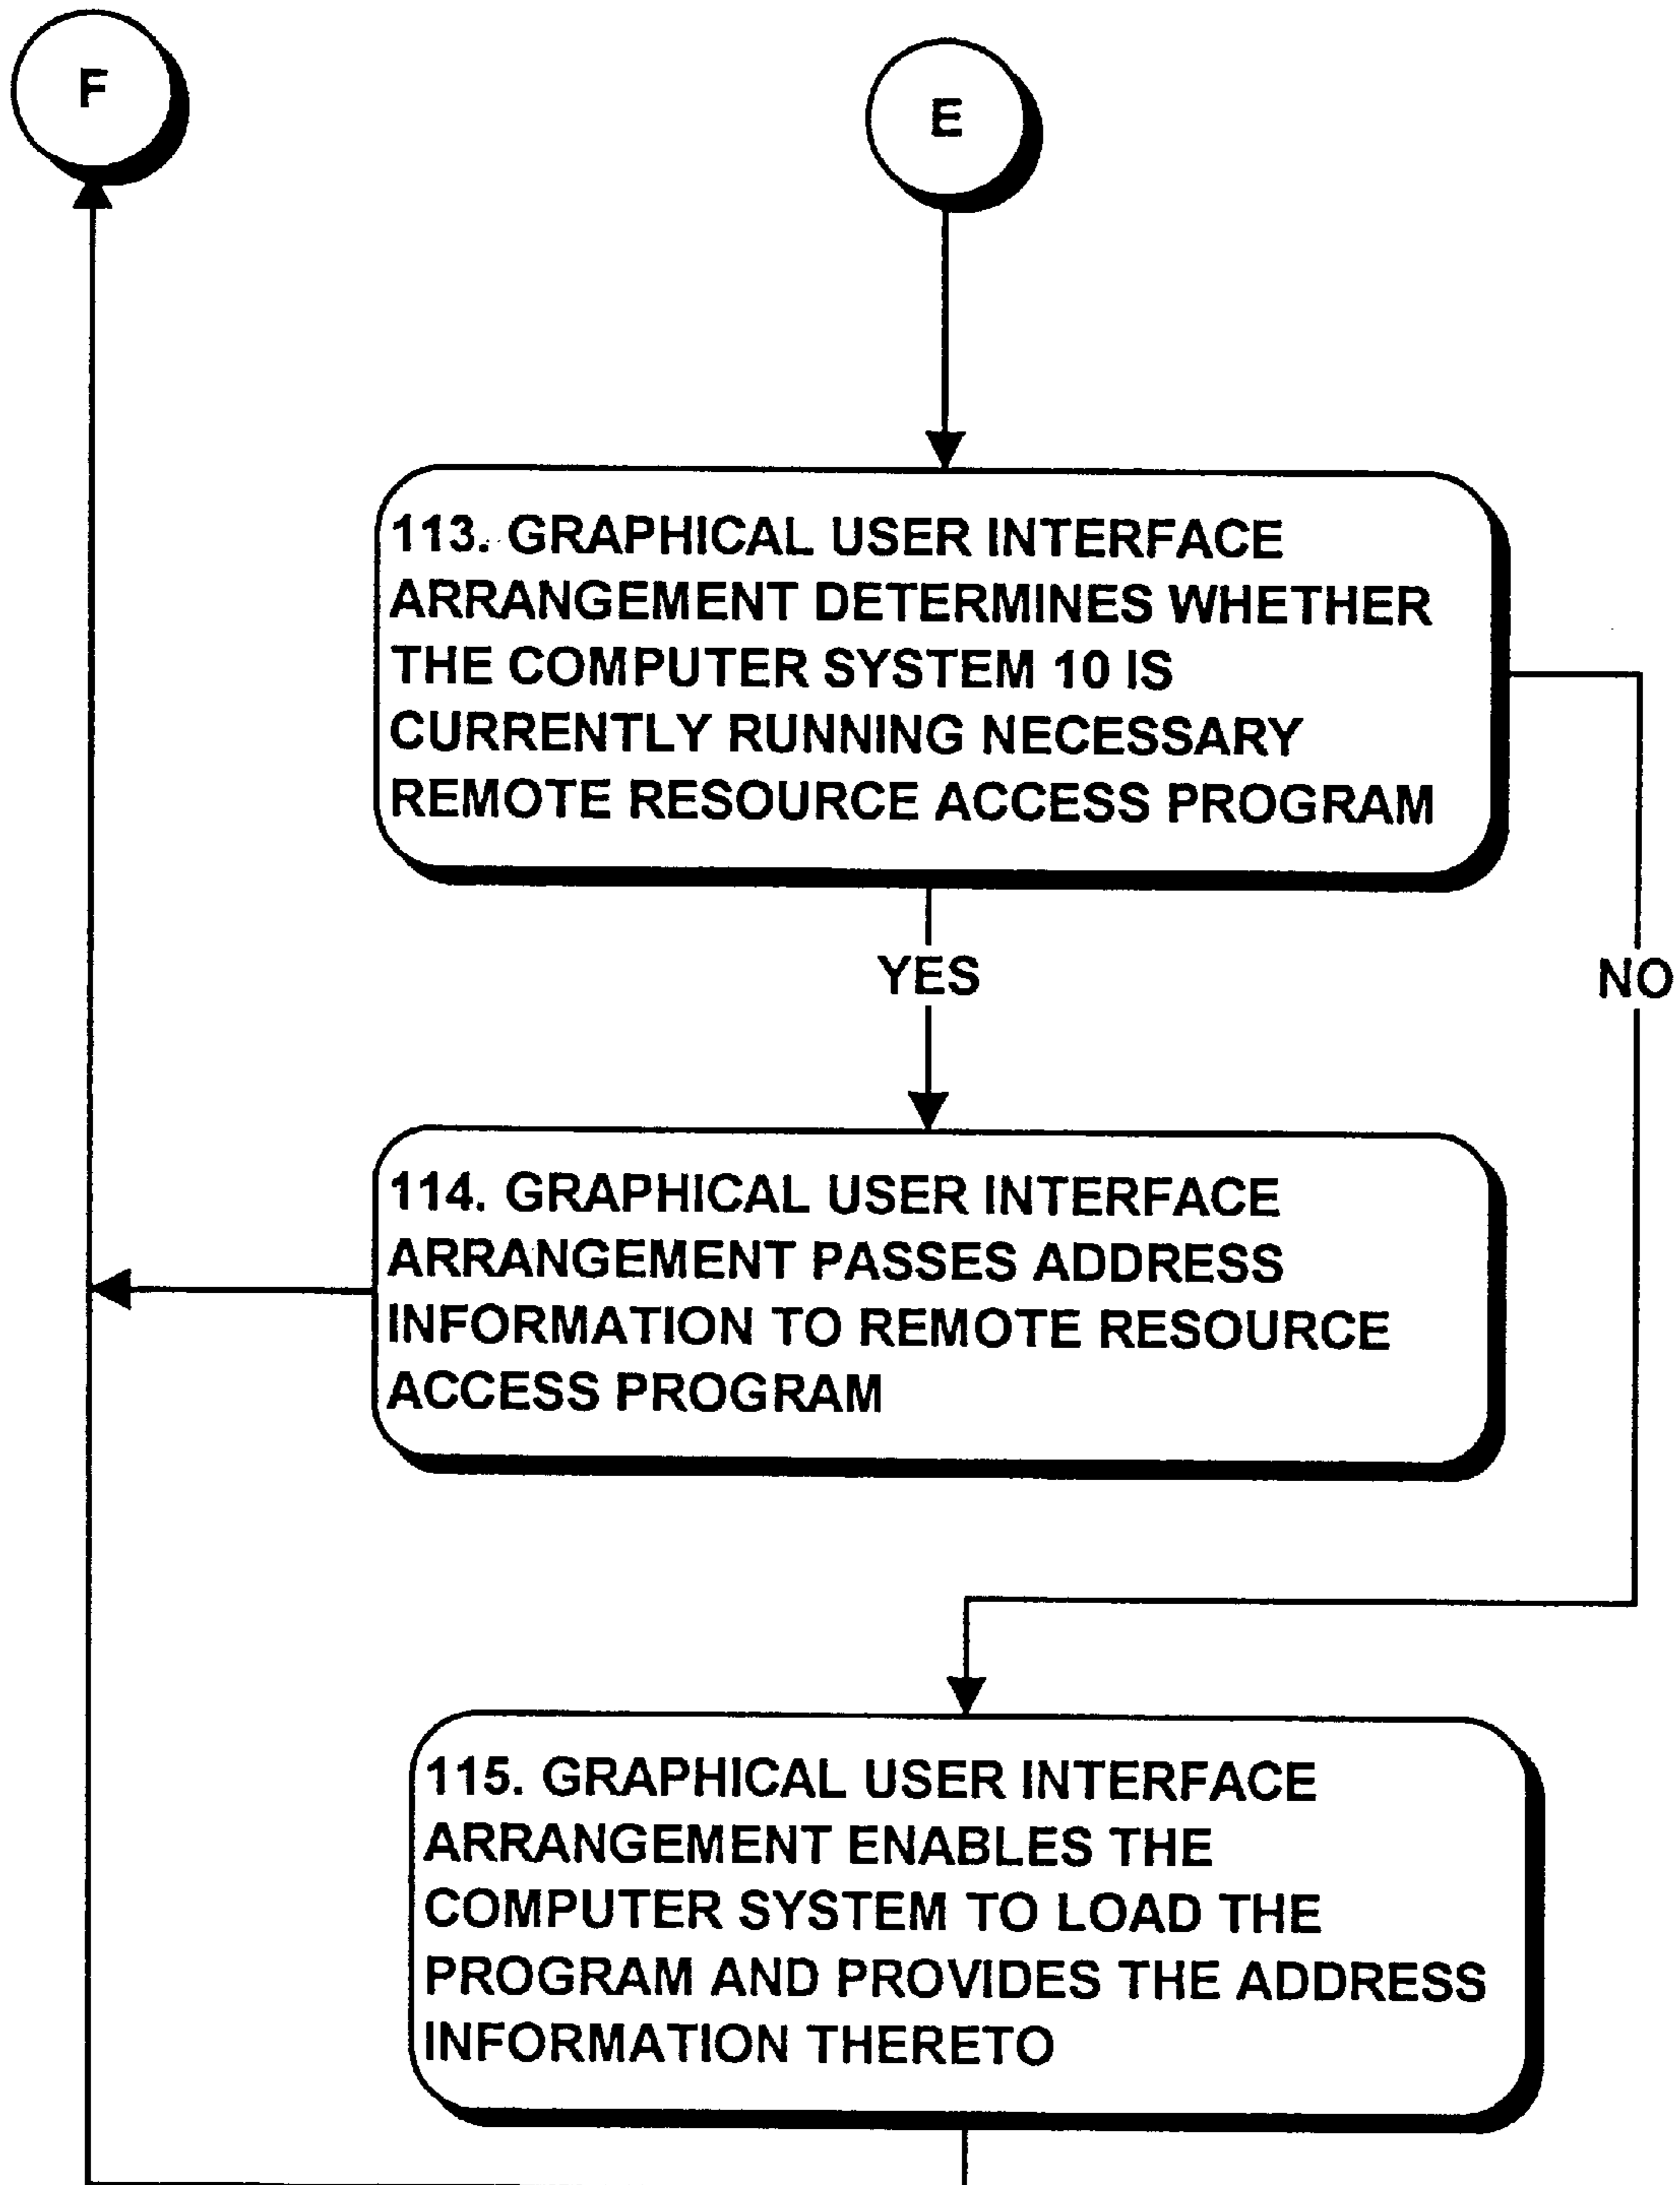 F
E
113. GRAPHICAL USER INTERFACE
ARRANGEMENT DETERMINES WHETHER
THE COMPUTER SYSTEM 10 IS
CURRENTLY RUNNING NECESSARY
REMOTE RESOURCE ACCESS PROGRAM
YES
NO
114. GRAPHICAL USER INTERFACE
ARRANGEMENT PASSES ADDRESS
INFORMATION TO REMOTE RESOURCE
ACCESS PROGRAM
115. GRAPHICAL USER INTERFACE
ARRANGEMENT ENABLES THE
COMPUTER SYSTEM TO LOAD THE
PROGRAM AND PROVIDES THE ADDRESS
INFORMATION THERETO